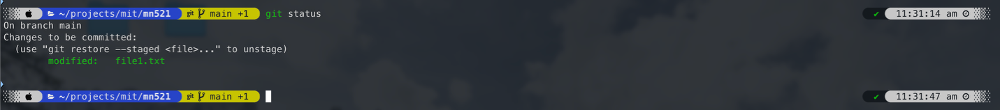 ~/projects/mit/mn521 git main +1 git status ✔ 11:31:14 am
On branch main
Changes to be committed:
(use "git restore --staged <file>..." to unstage)
modified: file1.txt
~/projects/mit/mn521 git main +1 ✔ 11:31:47 am